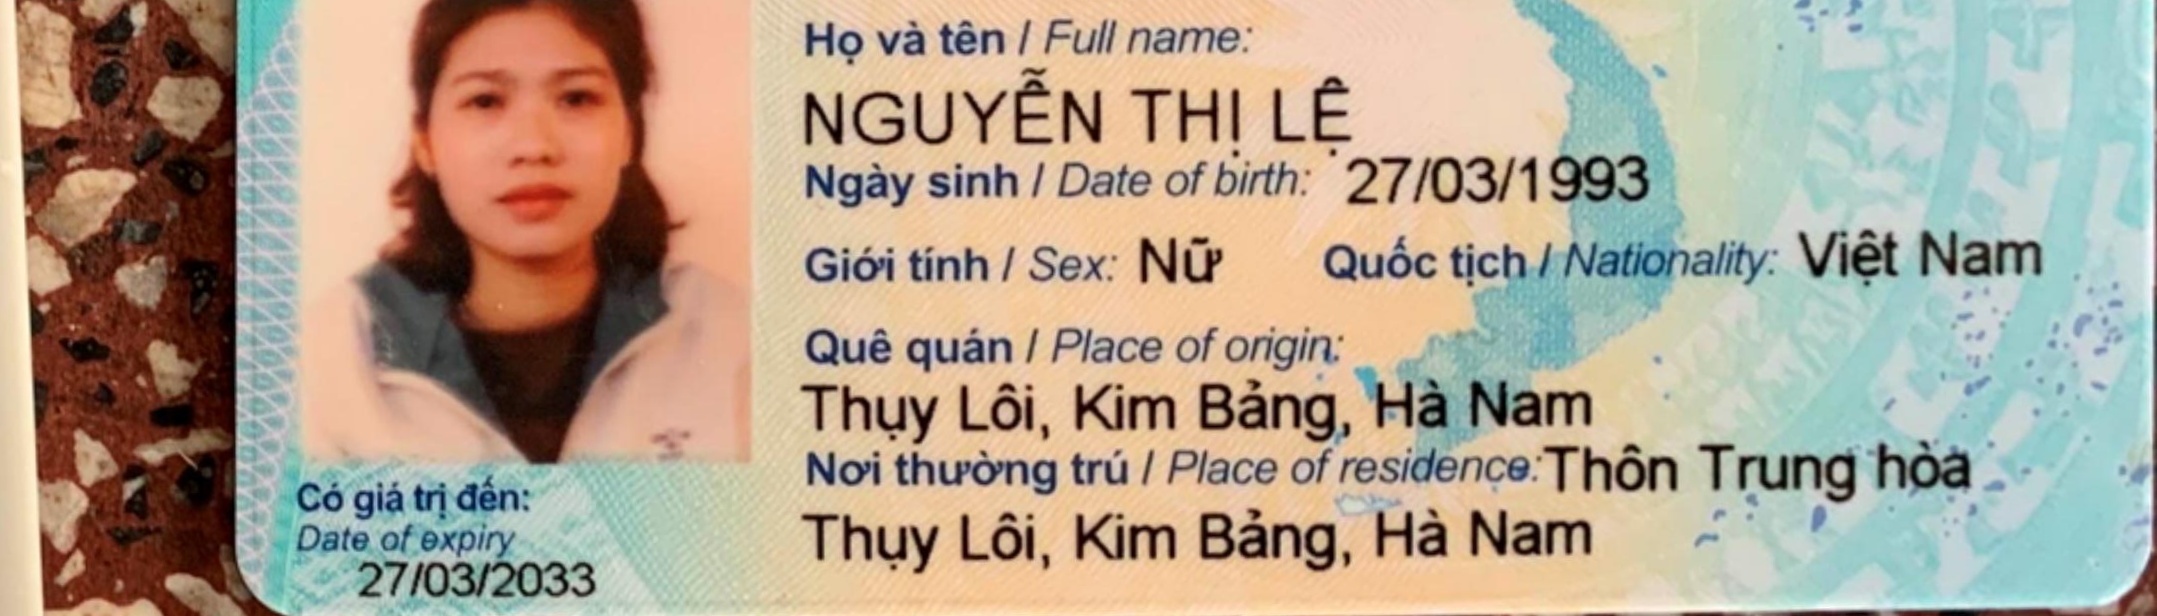 Họ và tên / Full name:
NGUYỄN THỊ LỆ
Ngày sinh / Date of birth: 27/03/1993
Giới tính / Sex: Nữ Quốc tịch / Nationality: Việt Nam
Quê quán / Place of origin:
Thụy Lôi, Kim Bảng, Hà Nam
Nơi thường trú / Place of residence: Thôn Trung hòa
Thụy Lôi, Kim Bảng, Hà Nam
Có giá trị đến:
Date of expiry
27/03/2033